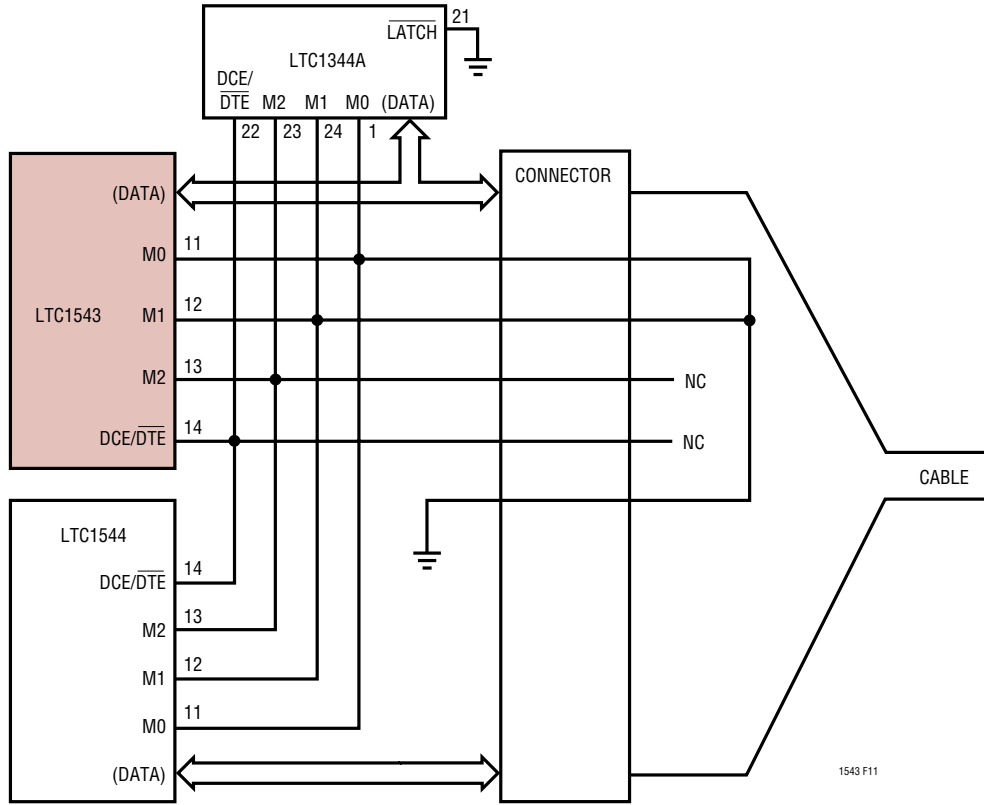 21
LATCH
LTC1344A
DCE/
DTE M2 M1 M0 (DATA)
22 23 24 1
CONNECTOR
(DATA)
11
M0
12
LTC1543 M1
13
M2
NC
14
DCE/DTE
NC
CABLE
LTC1544
14
DCE/DTE
13
M2
12
M1
11
M0
(DATA)
1543 F11